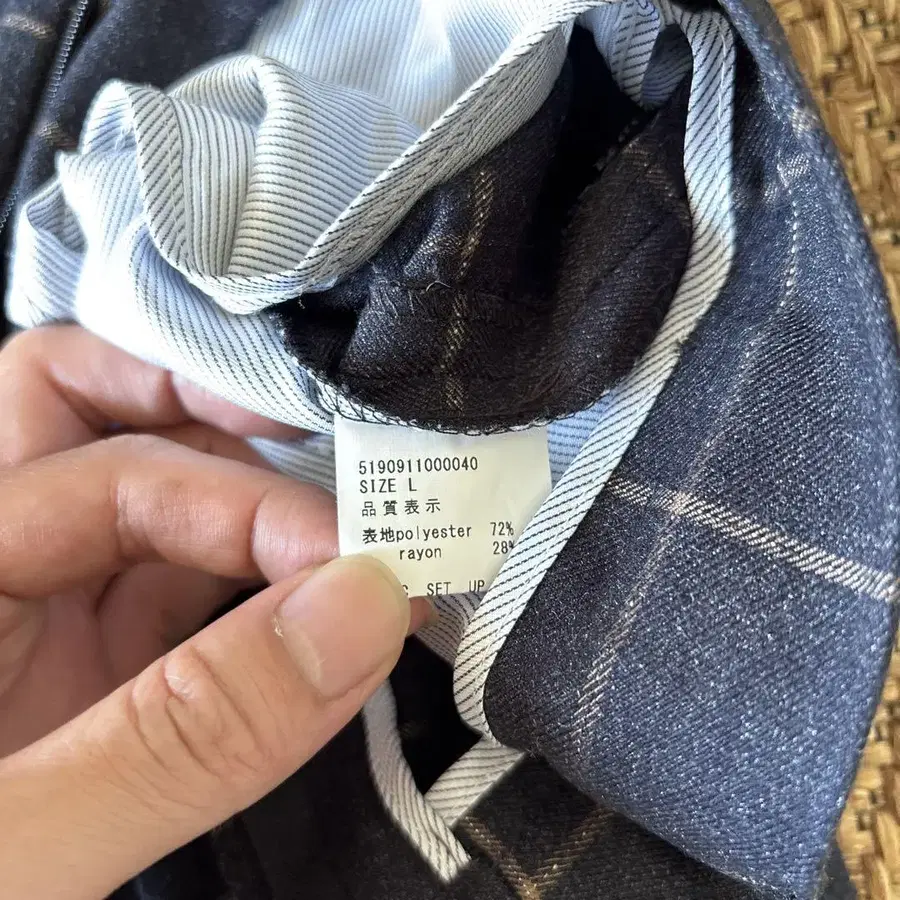 5190911000040
SIZE L
品質表示
表地polyester 72%
rayon 28%
SET UP